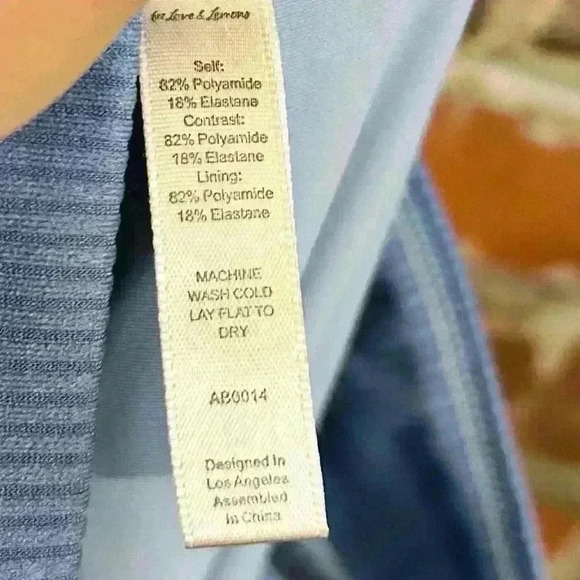 for Love & Lemons
Self:
82% Polyamide
18% Elastane
Contrast:
82% Polyamide
18% Elastane
Lining:
82% Polyamide
18% Elastane
MACHINE
WASH COLD
LAY FLAT TO
DRY
AB0014
Designed In
Los Angeles
Assembled
In China